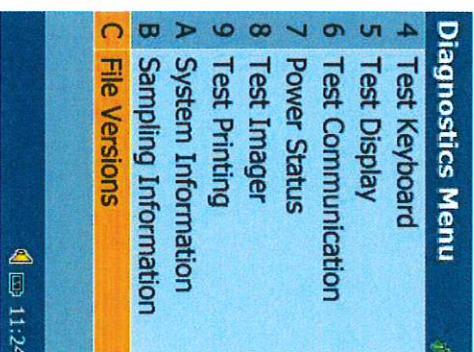 Diagnostics Menu
4 Test Keyboard
5 Test Display
6 Test Communication
7 Power Status
8 Test Imager
9 Test Printing
A System Information
B Sampling Information
C File Versions
11:24